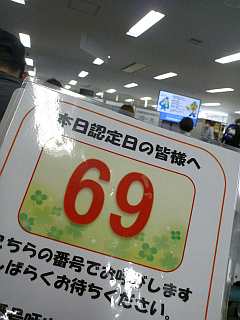 本日認定日の皆様へ
69
こちらの番号でお呼びします
しばらくお待ちください。